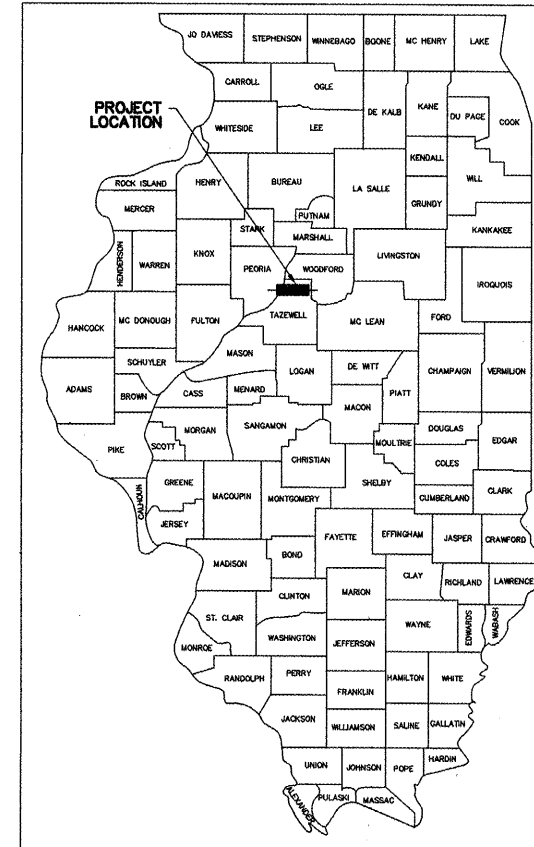 JO DAVIESS STEPHENSON WINNEBAGO BOONE MC HENRY LAKE
CARROLL OGLE
PROJECT
LOCATION
DE KALB KANE DU PAGE COOK
WHITESIDE LEE
KENDALL WILL
ROCK ISLAND HENRY BUREAU LA SALLE GRUNDY
MERCER PUTNAM
STARK MARSHALL KANKAKEE
HENDERSON WARREN KNOX PEORIA WOODFORD LIVINGSTON IROQUOIS
HANCOCK MC DONOUGH FULTON TAZEWELL MC LEAN FORD
SCHUYLER MASON
ADAMS BROWN CASS MENARD LOGAN DE WITT PIATT CHAMPAIGN VERMILION
MACON
PIKE SCOTT MORGAN SANGAMON DOUGLAS EDGAR
MOULTRIE COLES
CHRISTIAN SHELBY
CALHOUN GREENE MACOUPIN MONTGOMERY CUMBERLAND CLARK
JERSEY
FAYETTE EFFINGHAM JASPER CRAWFORD
MADISON BOND
CLAY RICHLAND LAWRENCE
CLINTON MARION
ST. CLAIR WAYNE EDWARDS WABASH
WASHINGTON JEFFERSON
MONROE
RANDOLPH PERRY HAMILTON WHITE
FRANKLIN
JACKSON WILLIAMSON SALINE GALLATIN
UNION JOHNSON POPE HARDIN
ALEXANDER PULASKI MASSAC